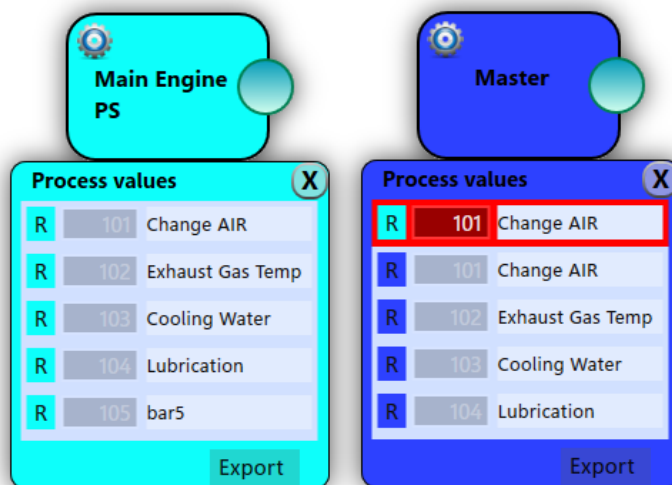 Main Engine
PS
Process values X
R 101 Change AIR
R 102 Exhaust Gas Temp
R 103 Cooling Water
R 104 Lubrication
R 105 bar5
Export
Master
Process values X
R 101 Change AIR
R 101 Change AIR
R 102 Exhaust Gas Temp
R 103 Cooling Water
R 104 Lubrication
Export